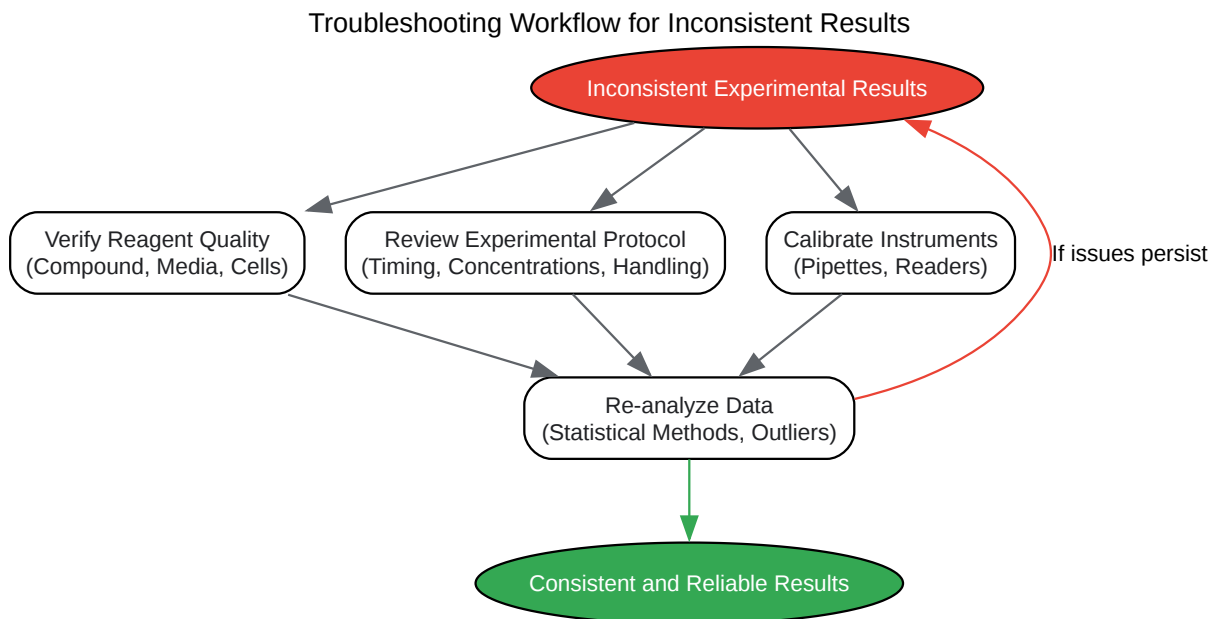 Troubleshooting Workflow for Inconsistent Results
Inconsistent Experimental Results
Verify Reagent Quality
(Compound, Media, Cells)
Review Experimental Protocol
(Timing, Concentrations, Handling)
Calibrate Instruments
(Pipettes, Readers)
If issues persist
Re-analyze Data
(Statistical Methods, Outliers)
Consistent and Reliable Results